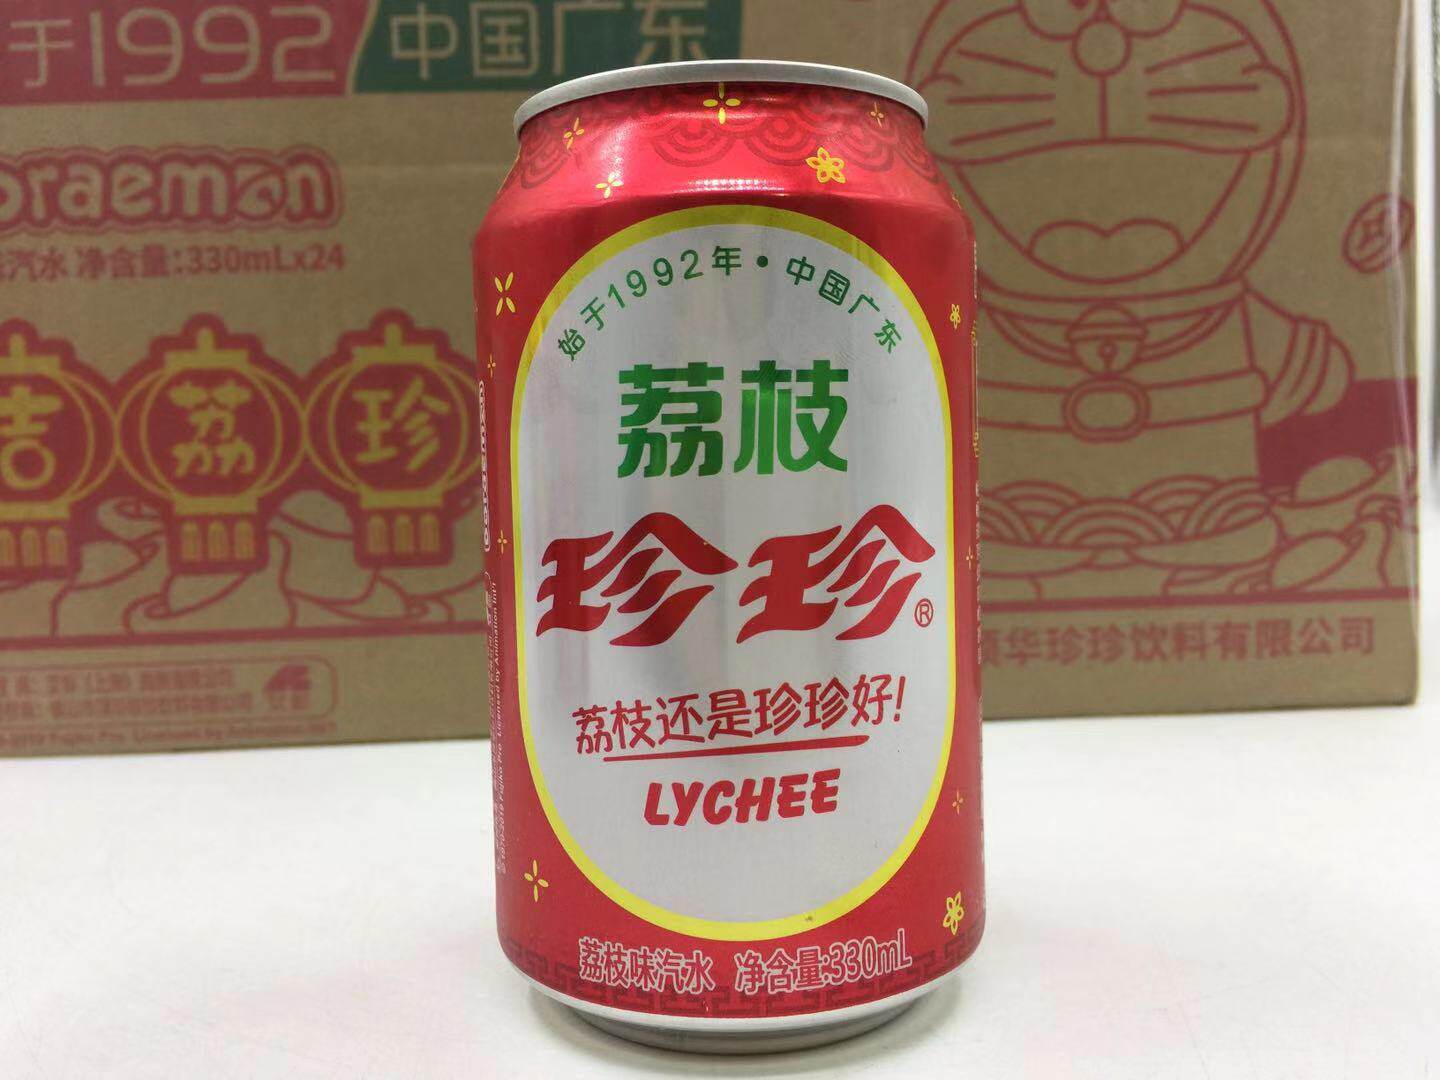 于1992 中国广东
Doraemon
汽水 净含量:330mLx24
吉荔珍
珍
华珍珍饮料有限公司
始于1992年·中国广东
荔枝
珍珍®
荔枝还是珍珍好!
LYCHEE
荔枝味汽水 净含量:330mL
doraemon